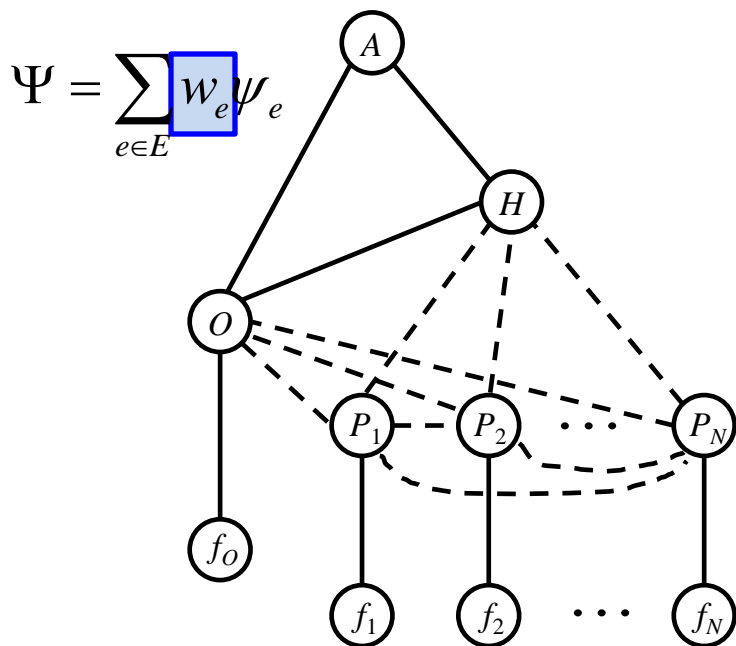 A
Ψ = ∑ w_e ψ_e
e∈E
H
O
P_1 P_2 ... P_N
f_O
f_1 f_2 ... f_N